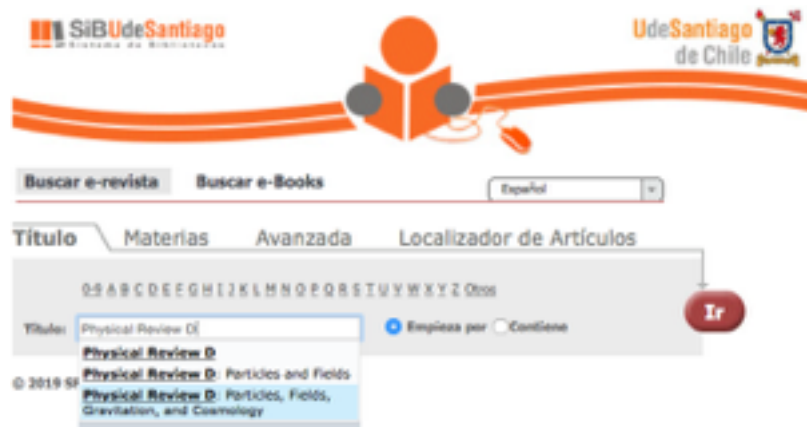 SiBUdeSantiago
Sistema de Bibliotecas
UdeSantiago
de Chile
Buscar e-revista Buscar e-Books Español
Título Materias Avanzada Localizador de Artículos
0-9 A B C D E F G H I J K L M N O P Q R S T U V W X Y Z Otros
Título: Physical Review D Empieza por Contiene Ir
Physical Review D
Physical Review D: Particles and Fields
© 2019
Physical Review D: Particles, Fields,
Gravitation, and Cosmology